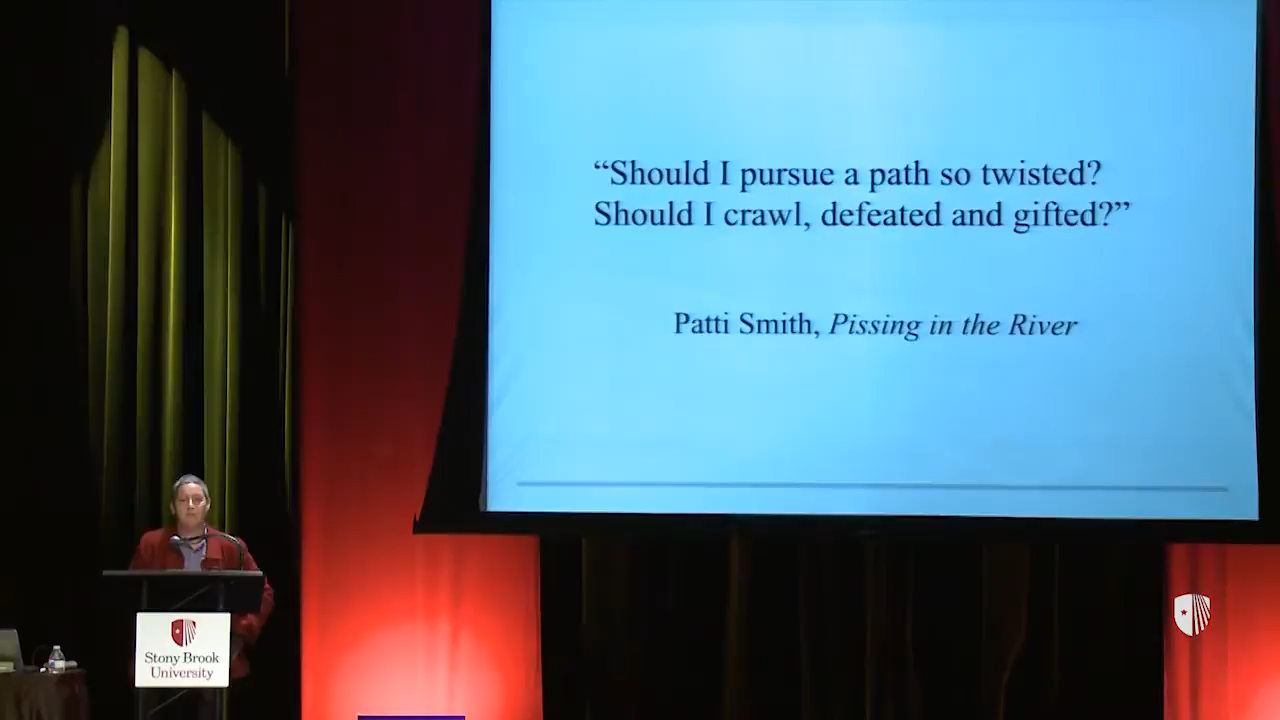 “Should I pursue a path so twisted?
Should I crawl, defeated and gifted?”
Patti Smith, Pissing in the River
Stony Brook
University